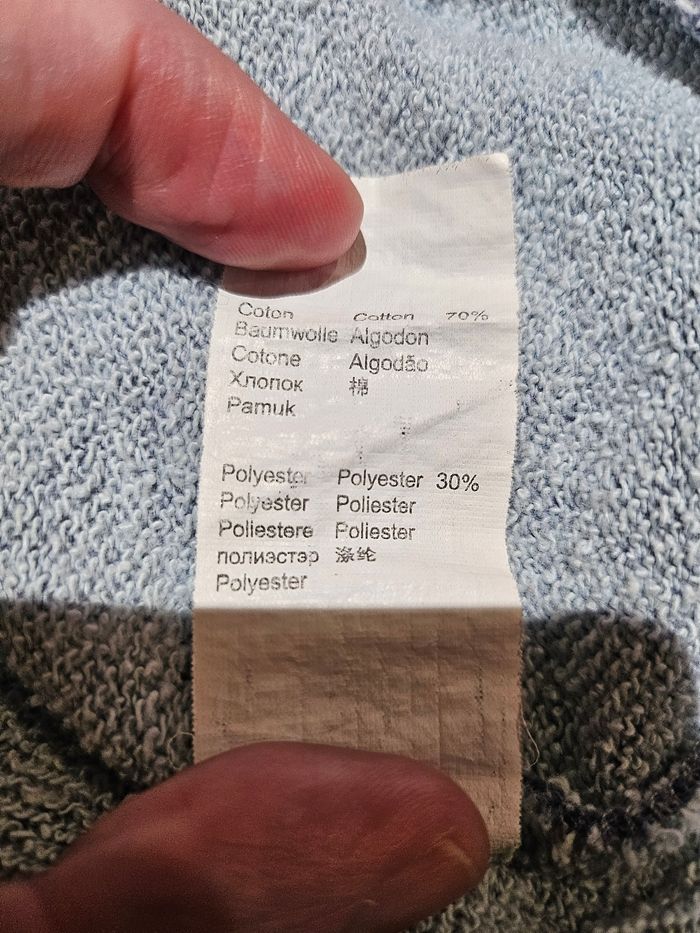 Coton Cotton 70%
Baumwolle Algodon
Cotone Algodão
Хлопок 棉
Pamuk
Polyester Polyester 30%
Polyester Poliester
Poliestere Poliester
полиэстэр 涤纶
Polyester